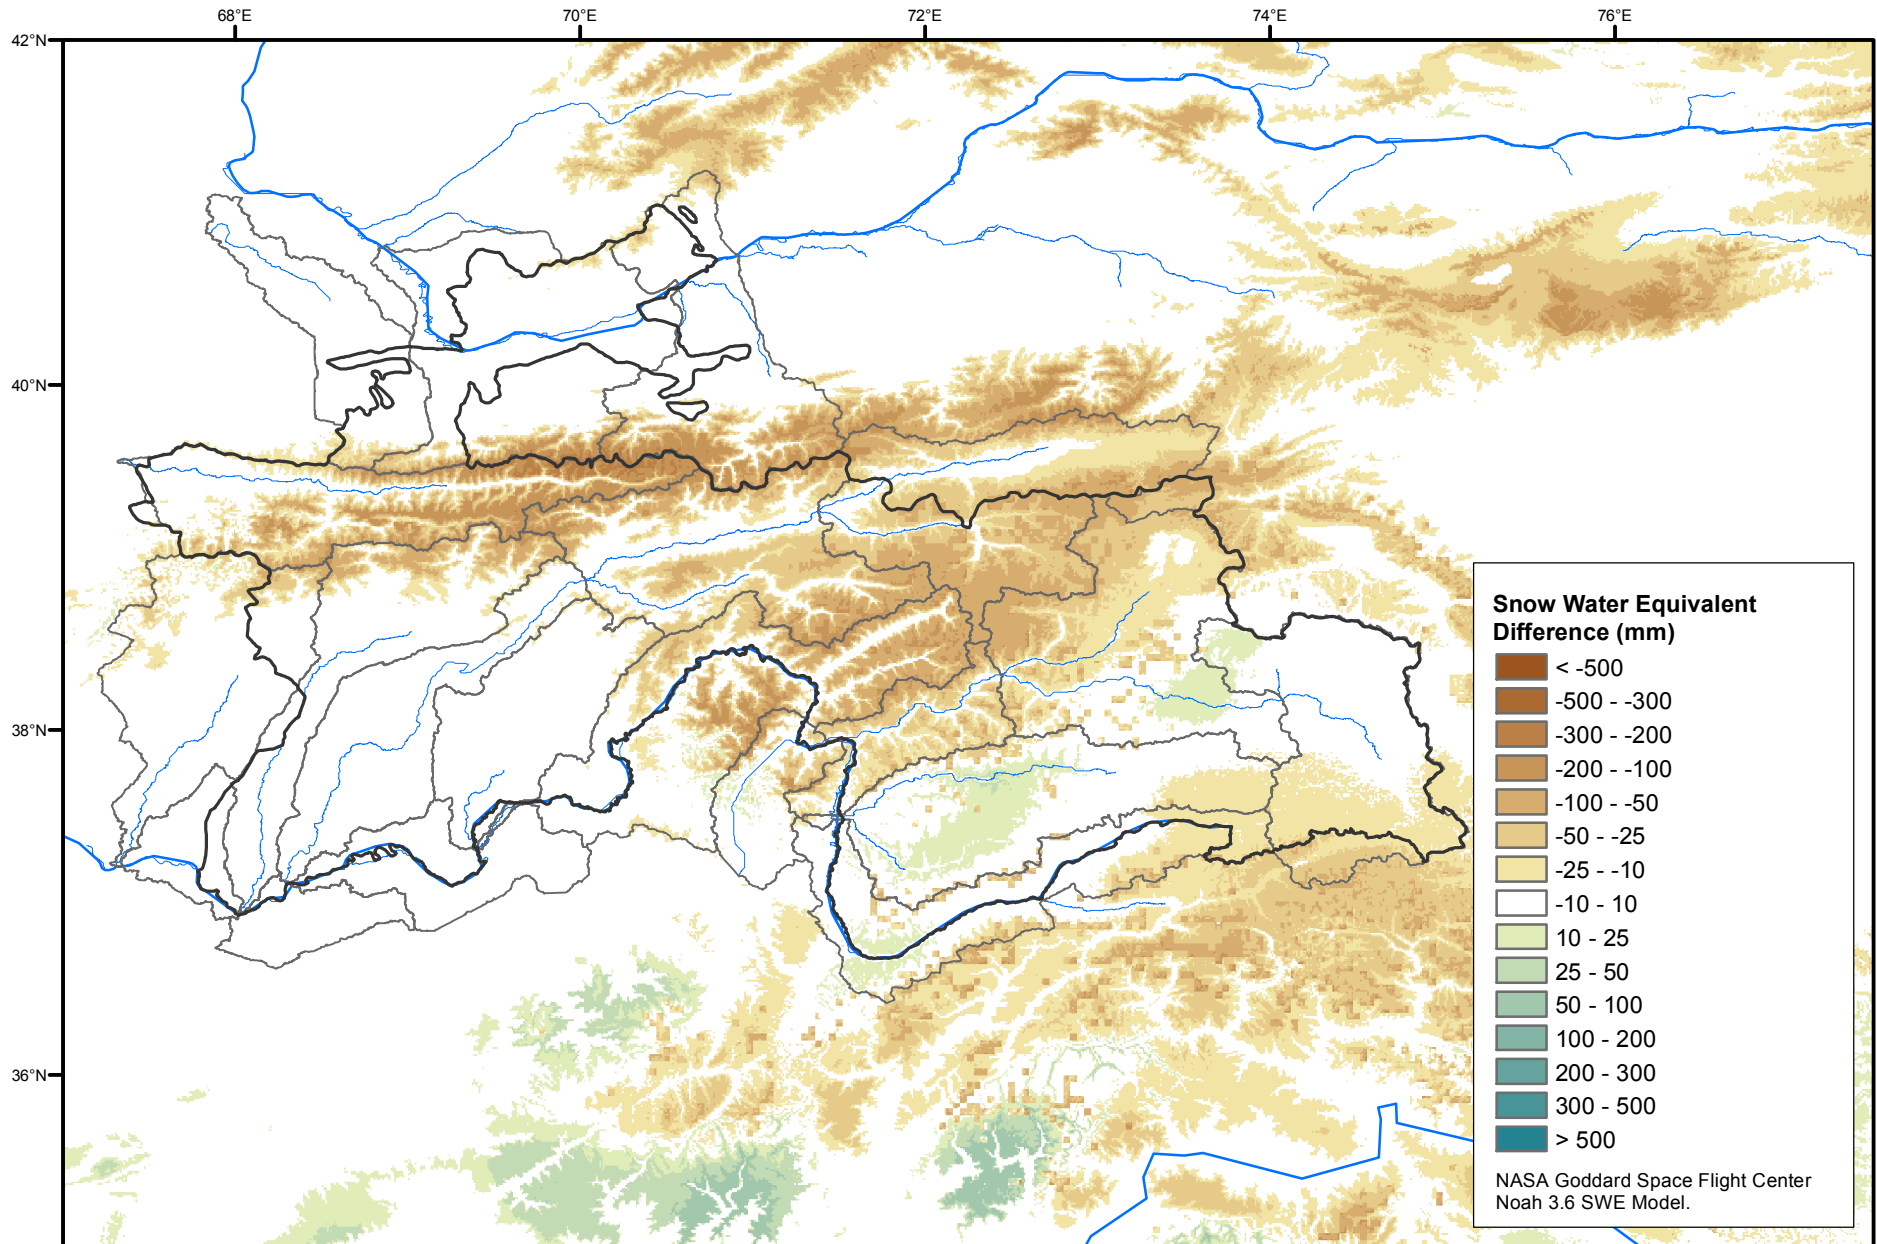 68°E 70°E 72°E 74°E 76°E
42°N
40°N
38°N
36°N
Snow Water Equivalent
Difference (mm)
< -500
-500 - -300
-300 - -200
-200 - -100
-100 - -50
-50 - -25
-25 - -10
-10 - 10
10 - 25
25 - 50
50 - 100
100 - 200
200 - 300
300 - 500
> 500
NASA Goddard Space Flight Center
Noah 3.6 SWE Model.